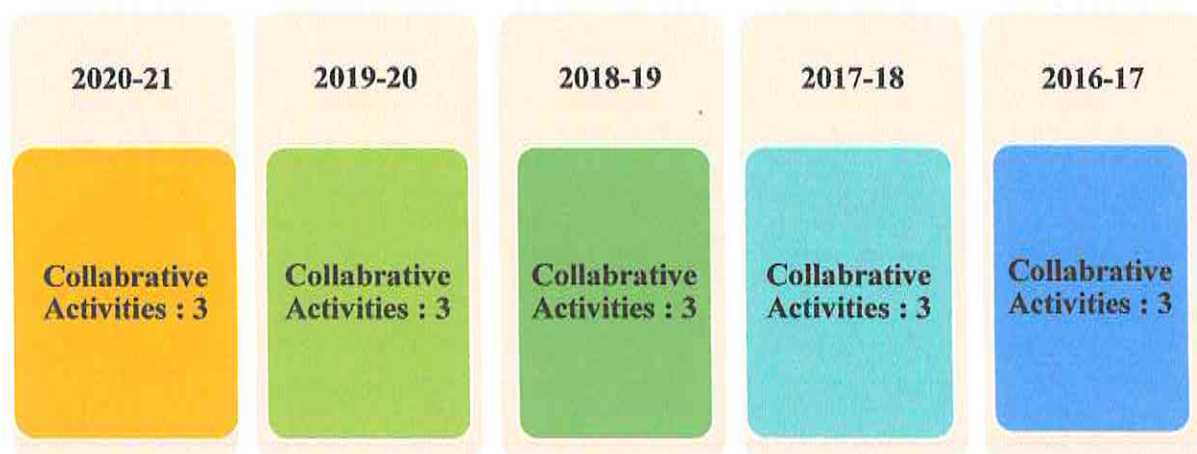 2020-21
2019-20
2018-19
2017-18
2016-17
Collabrative
Activities : 3
Collabrative
Activities : 3
Collabrative
Activities : 3
Collabrative
Activities : 3
Collabrative
Activities : 3